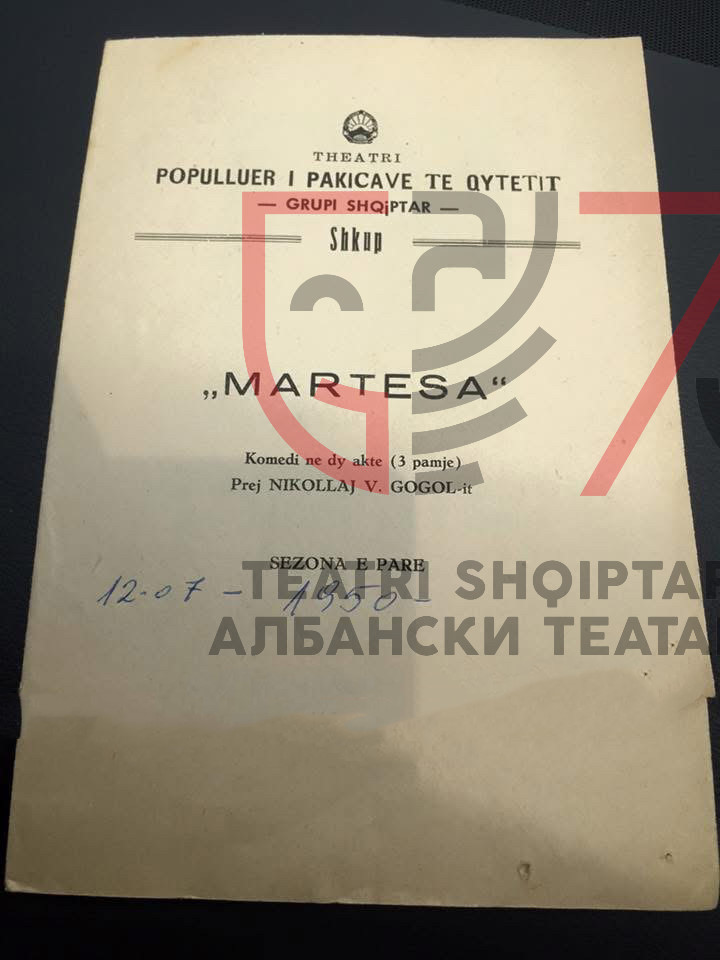 THEATRI
POPULLUER I PAKICAVE TE QYTETIT
— GRUPI SHQiPTAR —
Shkup
„MARTESA“
Komedi ne dy akte (3 pamje)
Prej NIKOLLAJ V. GOGOL-it
SEZONA E PARE
12-07 - 1950-
TEATRI SHQIPTAR
АЛБАНСКИ ТЕАТА